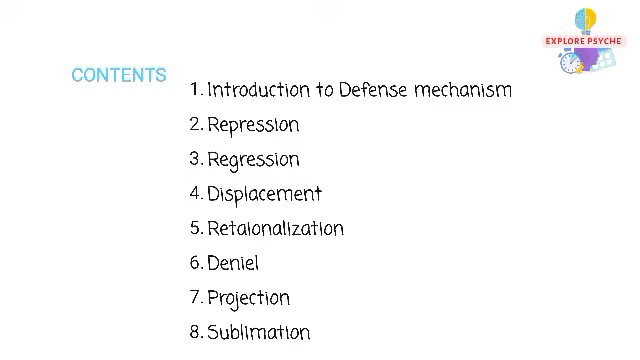 EXPLORE PSYCHE
CONTENTS
1. Introduction to Defense mechanism
2. Repression
3. Regression
4. Displacement
5. Retaionalization
6. Deniel
7. Projection
8. Sublimation